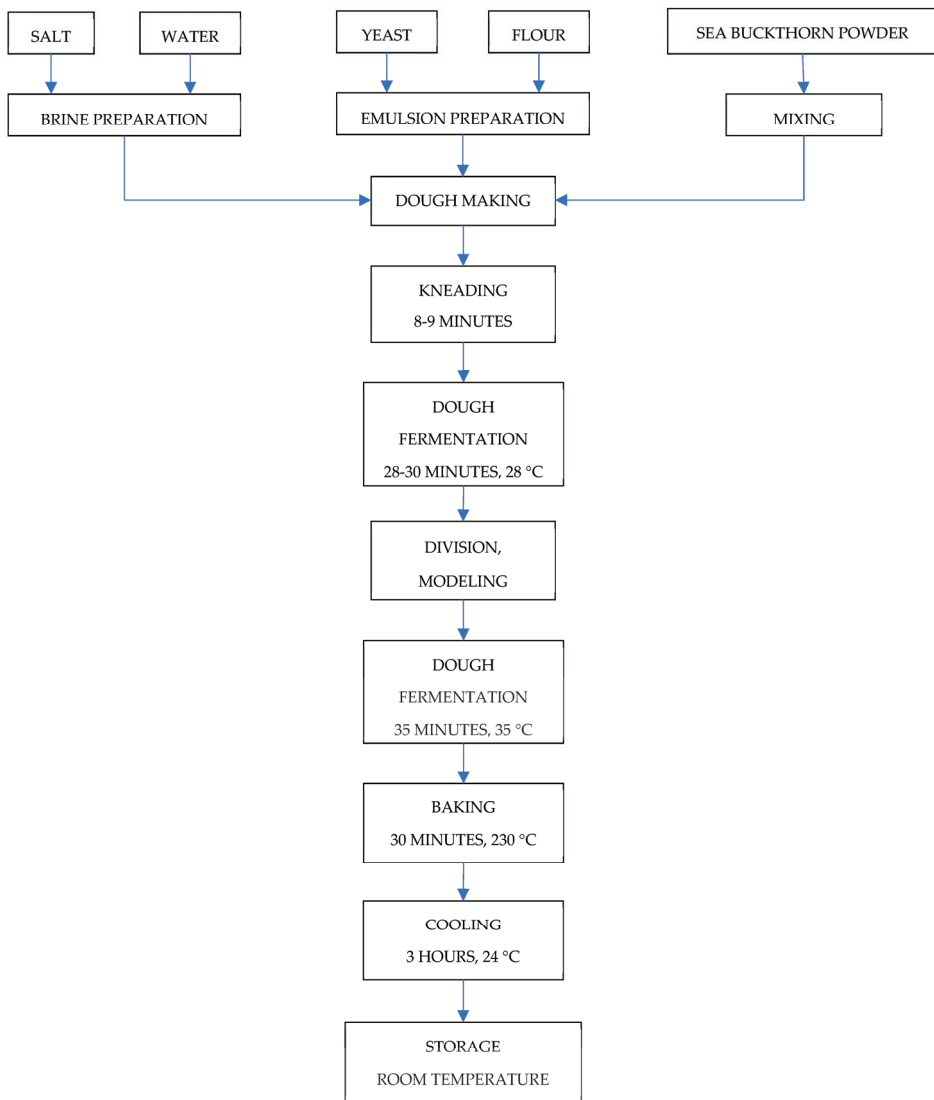 SALT
WATER
YEAST
FLOUR
SEA BUCKTHORN POWDER
BRINE PREPARATION
EMULSION PREPARATION
MIXING
DOUGH MAKING
KNEADING
8-9 MINUTES
DOUGH
FERMENTATION
28-30 MINUTES, 28 °C
DIVISION,
MODELING
DOUGH
FERMENTATION
35 MINUTES, 35 °C
BAKING
30 MINUTES, 230 °C
COOLING
3 HOURS, 24 °C
STORAGE
ROOM TEMPERATURE